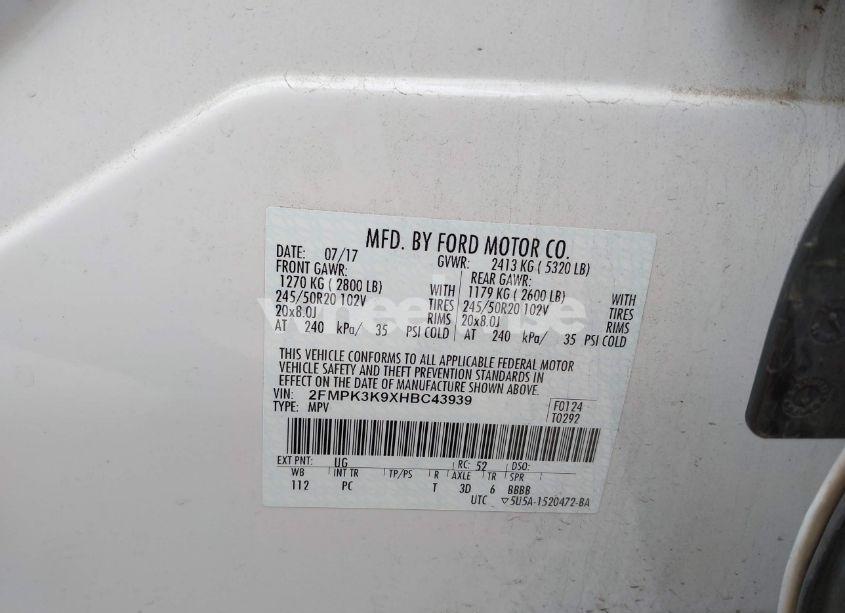 MFD. BY FORD MOTOR CO.
DATE: 07/17 GVWR: 2413 KG ( 5320 LB)
FRONT GAWR: REAR GAWR:
1270 KG ( 2800 LB) WITH 1179 KG ( 2600 LB) WITH
245/50R20 102V TIRES 245/50R20 102V TIRES
20x8.0J RIMS 20x8.0J RIMS
AT 240 kPa/ 35 PSI COLD AT 240 kPa/ 35 PSI COLD
THIS VEHICLE CONFORMS TO ALL APPLICABLE FEDERAL MOTOR
VEHICLE SAFETY AND THEFT PREVENTION STANDARDS IN
EFFECT ON THE DATE OF MANUFACTURE SHOWN ABOVE.
VIN: 2FMPK3K9XHBC43939 F0124
TYPE: MPV T0292
EXT PNT: UG RC: 52 DSO:
WB INT TR TP/PS R AXLE TR SPR
112 PC T 3D 6 BBBB
UTC ▽5U5A-1520472-BA